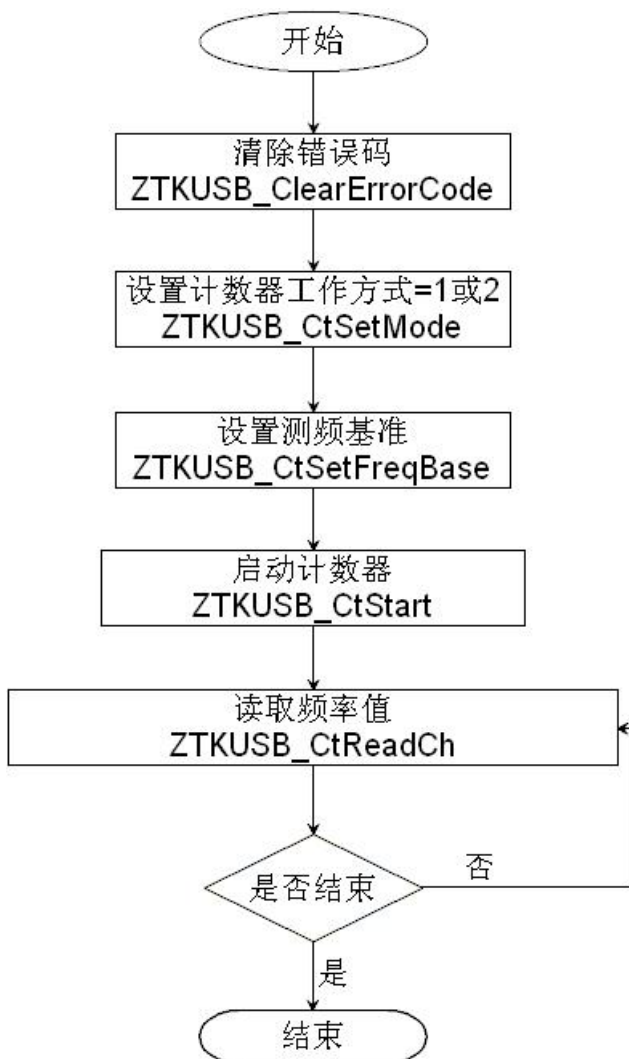 开始
清除错误码
ZTKUSB_ClearErrorCode
设置计数器工作方式=1或2
ZTKUSB_CtSetMode
设置测频基准
ZTKUSB_CtSetFreqBase
启动计数器
ZTKUSB_CtStart
读取频率值
ZTKUSB_CtReadCh
否
是否结束
是
结束